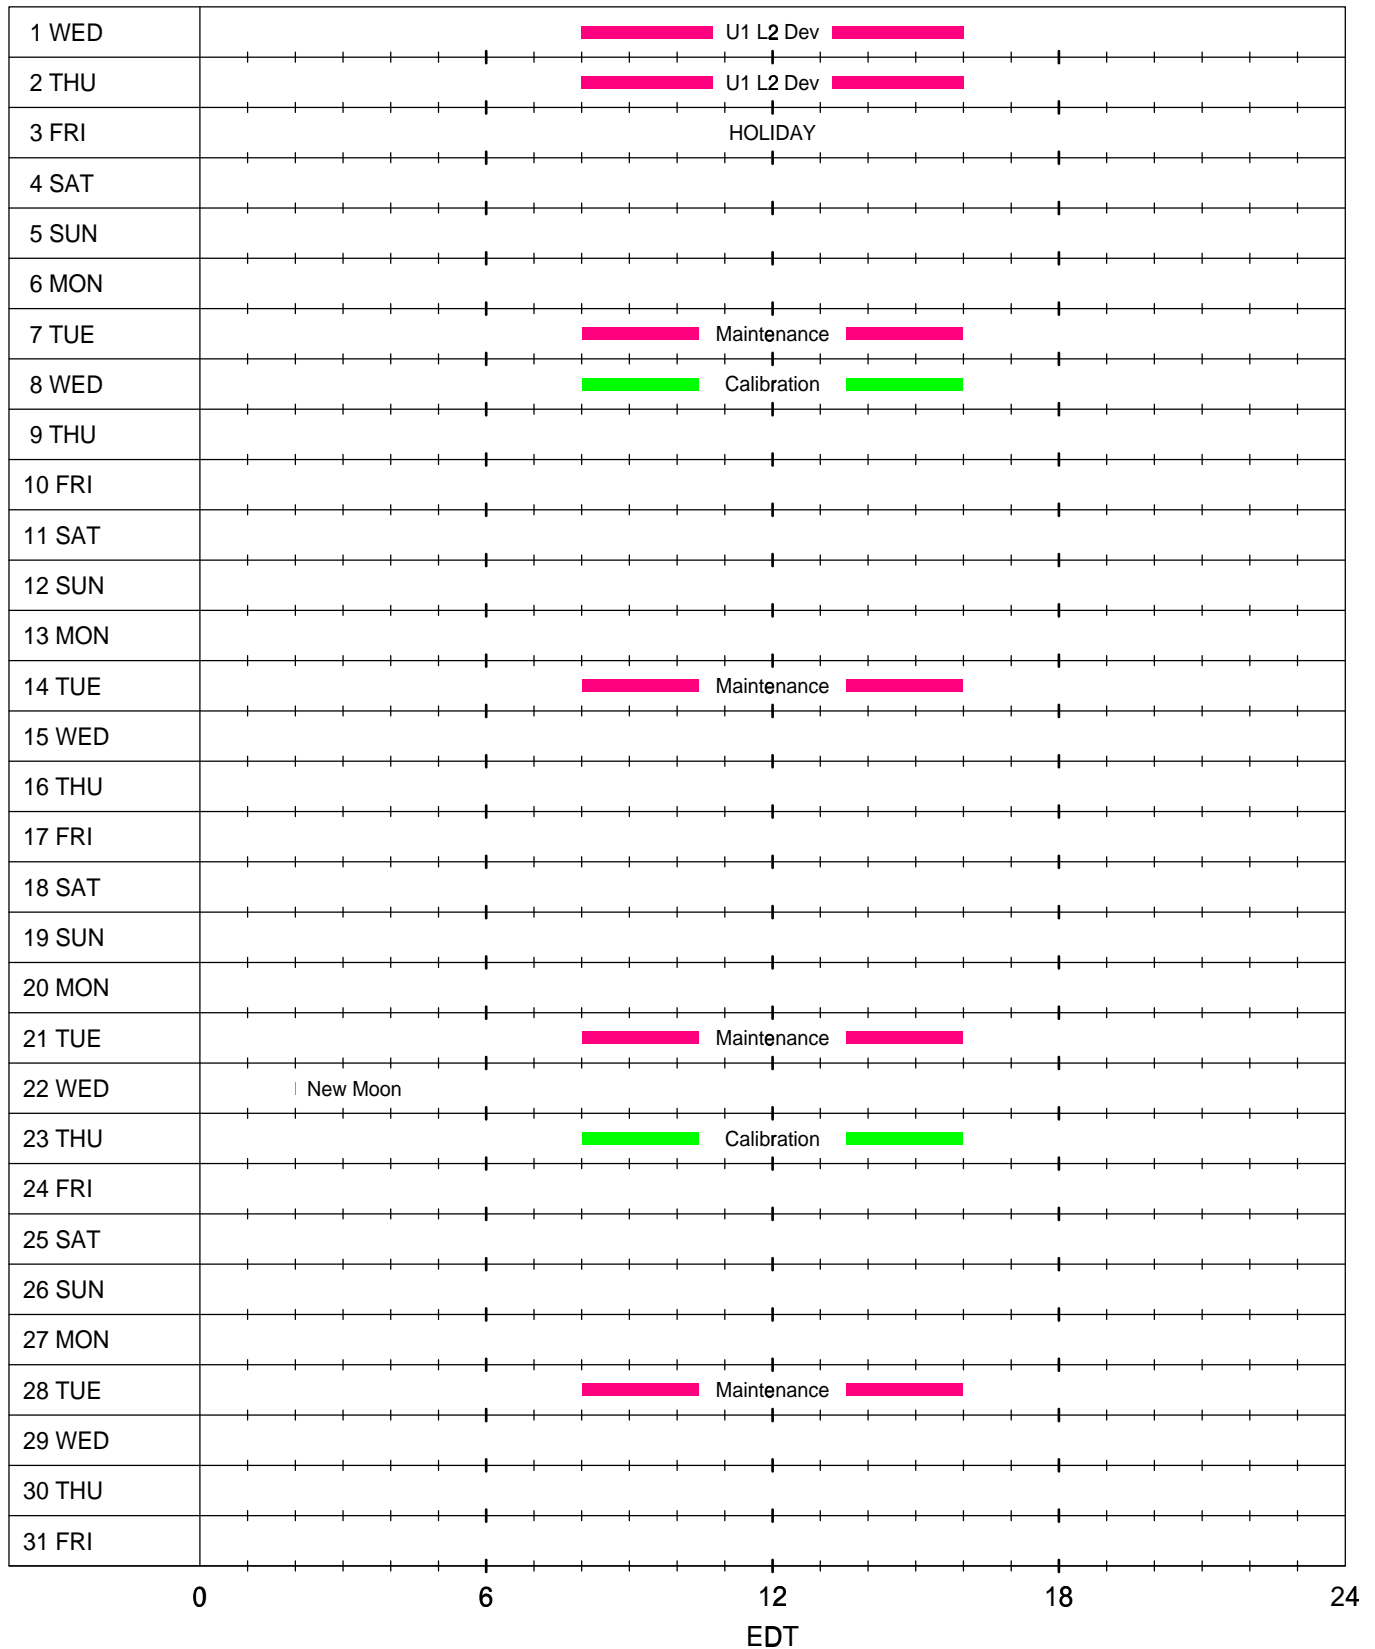 1 WED U1 L2 Dev
2 THU U1 L2 Dev
3 FRI HOLIDAY
4 SAT
5 SUN
6 MON
7 TUE Maintenance
8 WED Calibration
9 THU
10 FRI
11 SAT
12 SUN
13 MON
14 TUE Maintenance
15 WED
16 THU
17 FRI
18 SAT
19 SUN
20 MON
21 TUE Maintenance
22 WED New Moon
23 THU Calibration
24 FRI
25 SAT
26 SUN
27 MON
28 TUE Maintenance
29 WED
30 THU
31 FRI
0 6 12 18 24
EDT